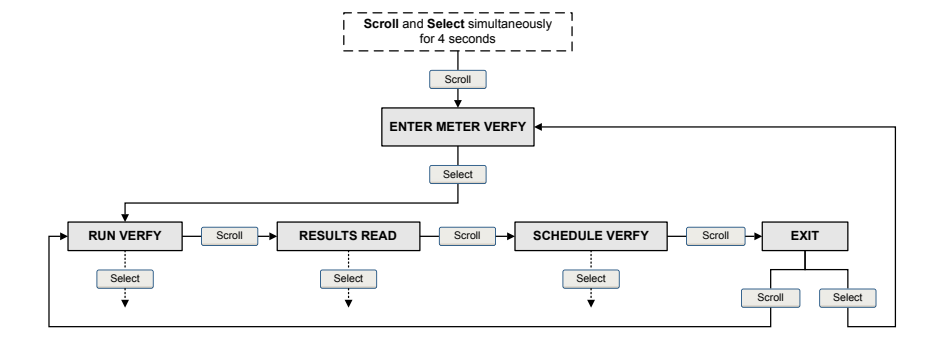 Scroll and Select simultaneously
for 4 seconds
Scroll
ENTER METER VERFY
Select
RUN VERFY
Scroll
RESULTS READ
Scroll
SCHEDULE VERFY
Scroll
EXIT
Select
Select
Select
Scroll
Select